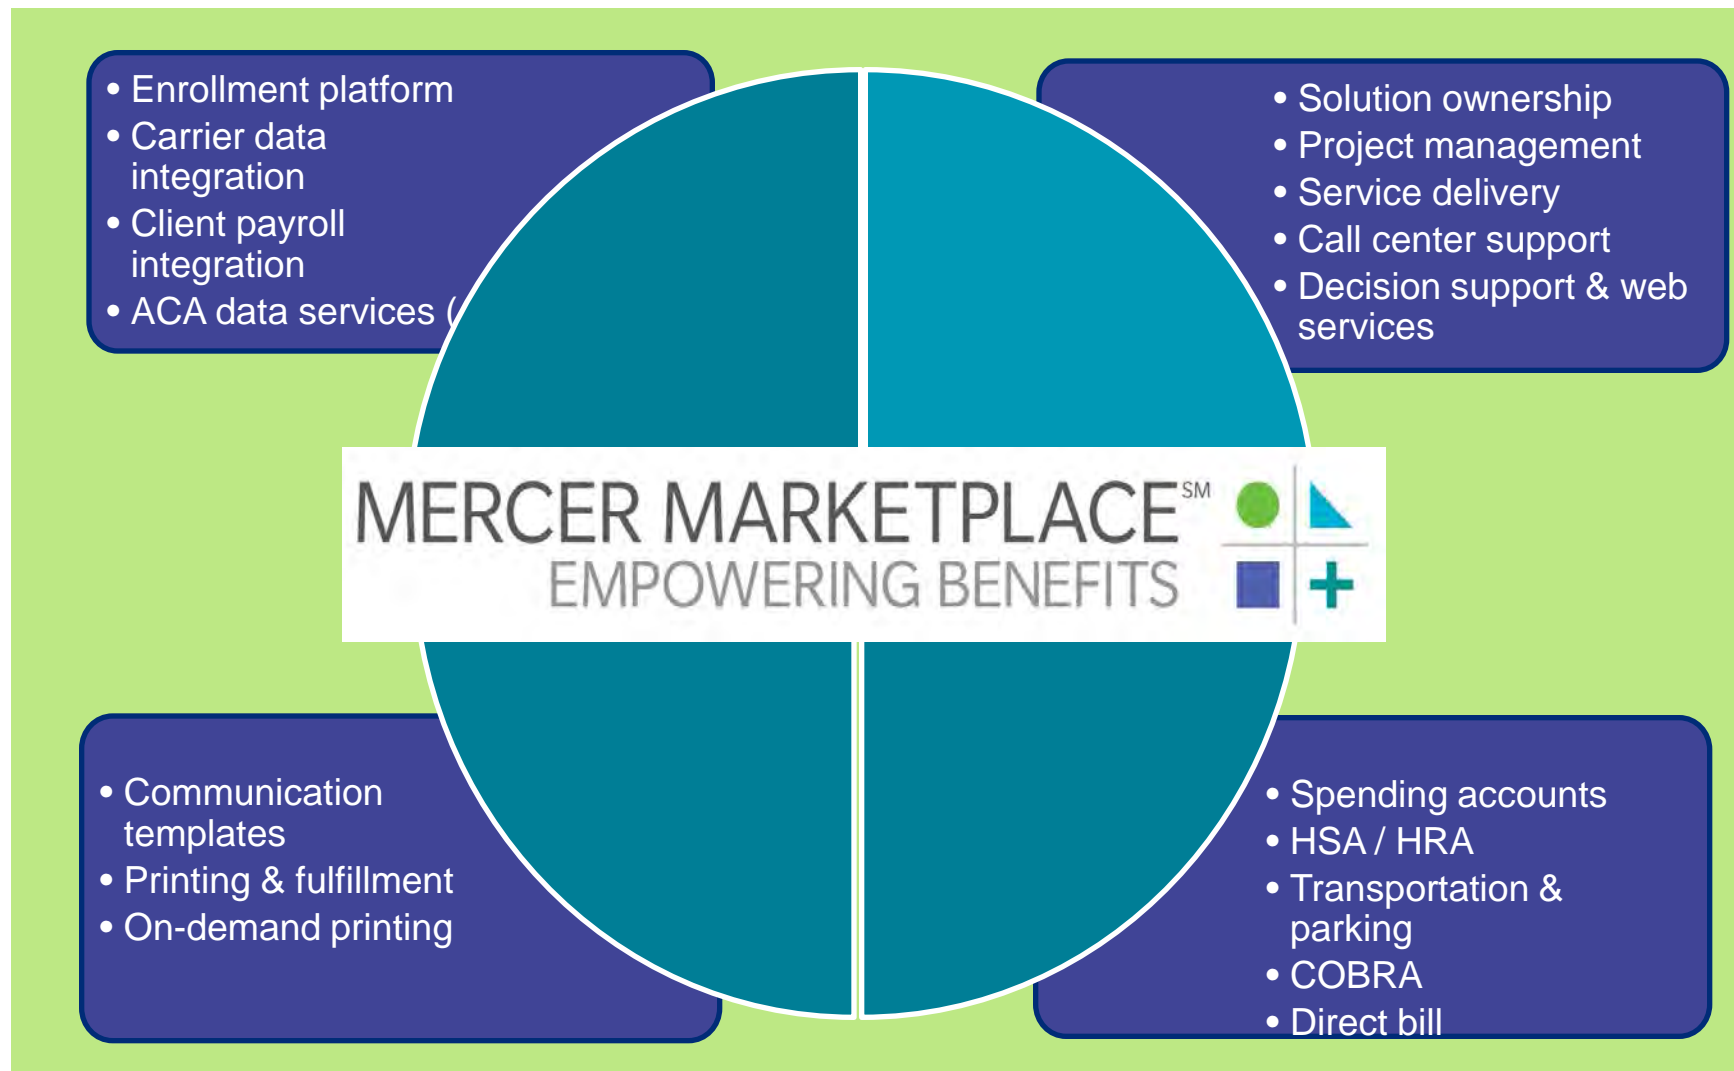 • Enrollment platform
• Carrier data
integration
• Client payroll
integration
• ACA data services (
• Solution ownership
• Project management
• Service delivery
• Call center support
• Decision support & web
services
MERCER MARKETPLACE℠
EMPOWERING BENEFITS
• Communication
templates
• Printing & fulfillment
• On-demand printing
• Spending accounts
• HSA / HRA
• Transportation &
parking
• COBRA
• Direct bill